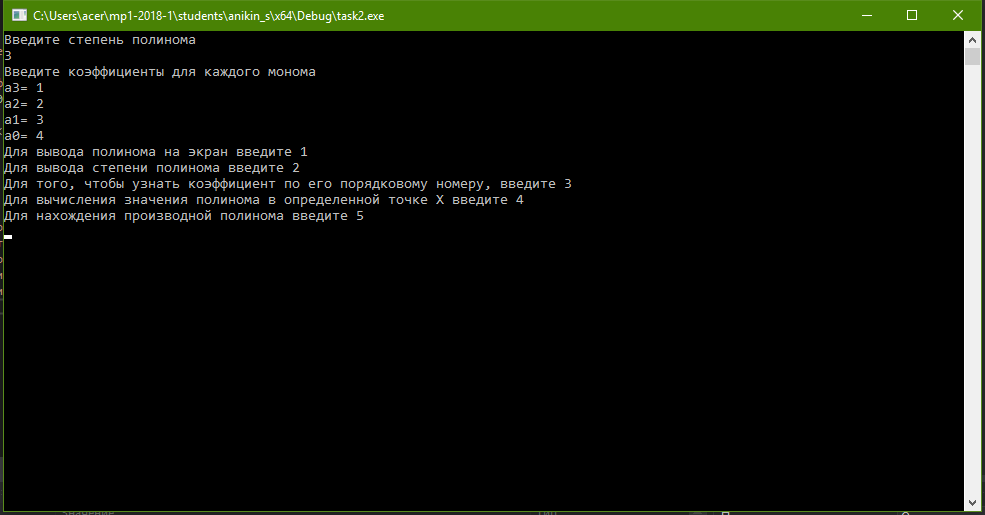 C:\Users\acer\mp1-2018-1\students\anikin_s\x64\Debug\task2.exe
Введите степень полинома
3
Введите коэффициенты для каждого монома
a3= 1
a2= 2
a1= 3
a0= 4
Для вывода полинома на экран введите 1
Для вывода степени полинома введите 2
Для того, чтобы узнать коэффициент по его порядковому номеру, введите 3
Для вычисления значения полинома в определенной точке X введите 4
Для нахождения производной полинома введите 5